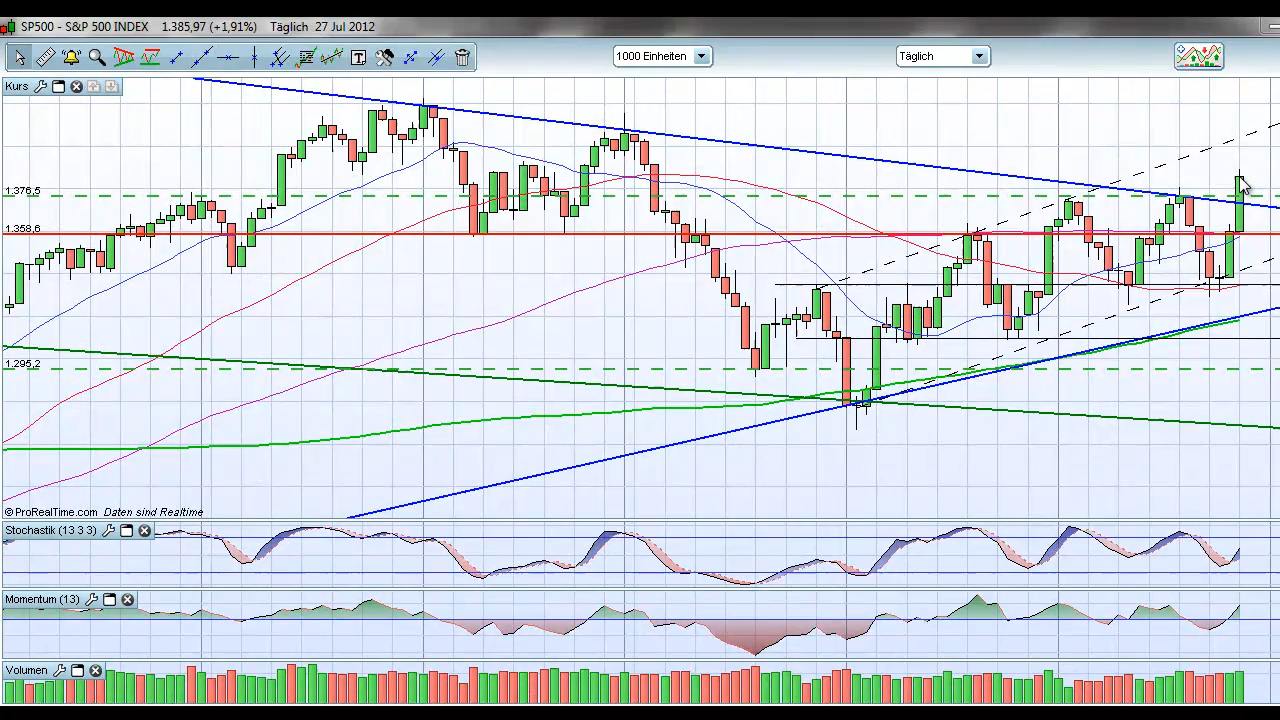 SP500 - S&P 500 INDEX 1.385,97 (+1,91%) Täglich 27 Jul 2012
1000 Einheiten
Täglich
Kurs
1.376,5
1.358,6
1.295,2
©ProRealTime.com Daten sind Realtime
Stochastik (13 3 3)
Momentum (13)
Volumen